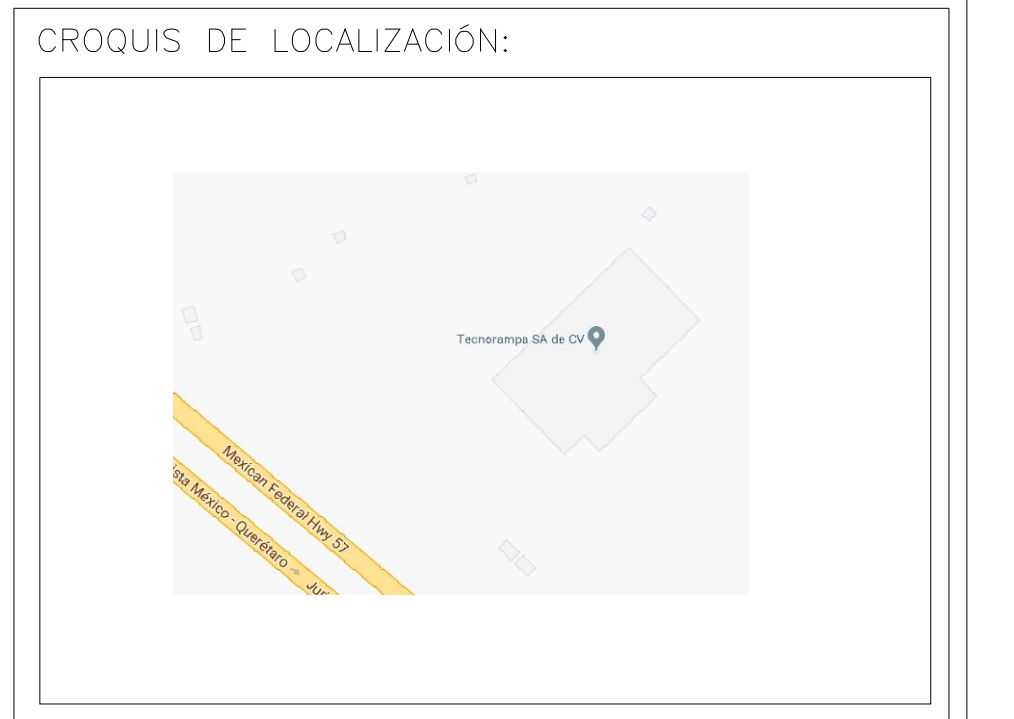 CROQUIS DE LOCALIZACIÓN:
Tecnorampa SA de CV
Mexican Federal Hwy 57
ista México - Querétaro